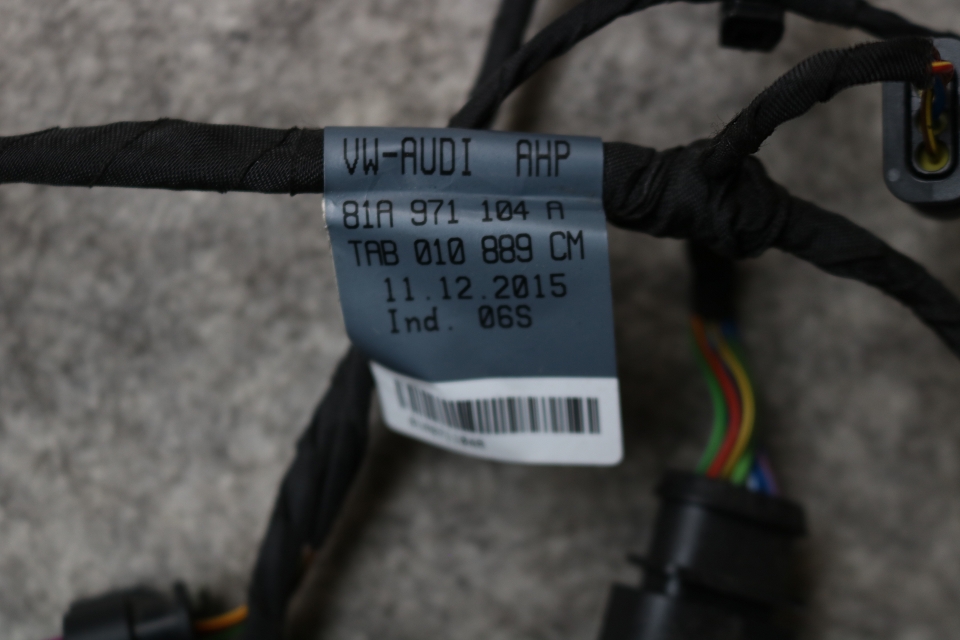 VW-AUDI AHP
81A 971 104 A
TAB 010 889 CM
11.12.2015
Ind. 06S